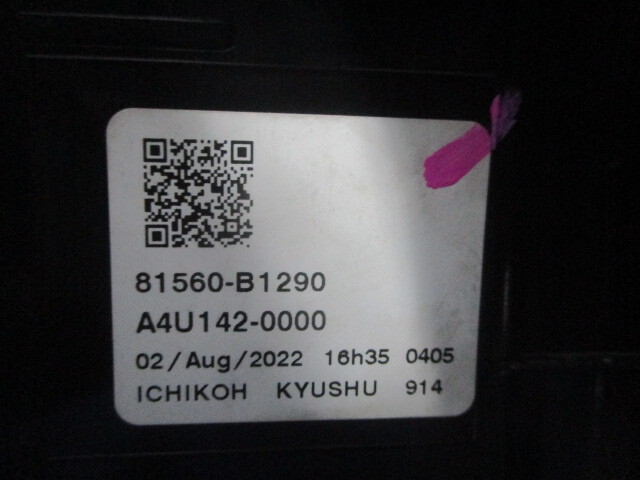 81560-B1290
A4U142-0000
02/Aug/2022 16h35 0405
ICHIKOH KYUSHU 914